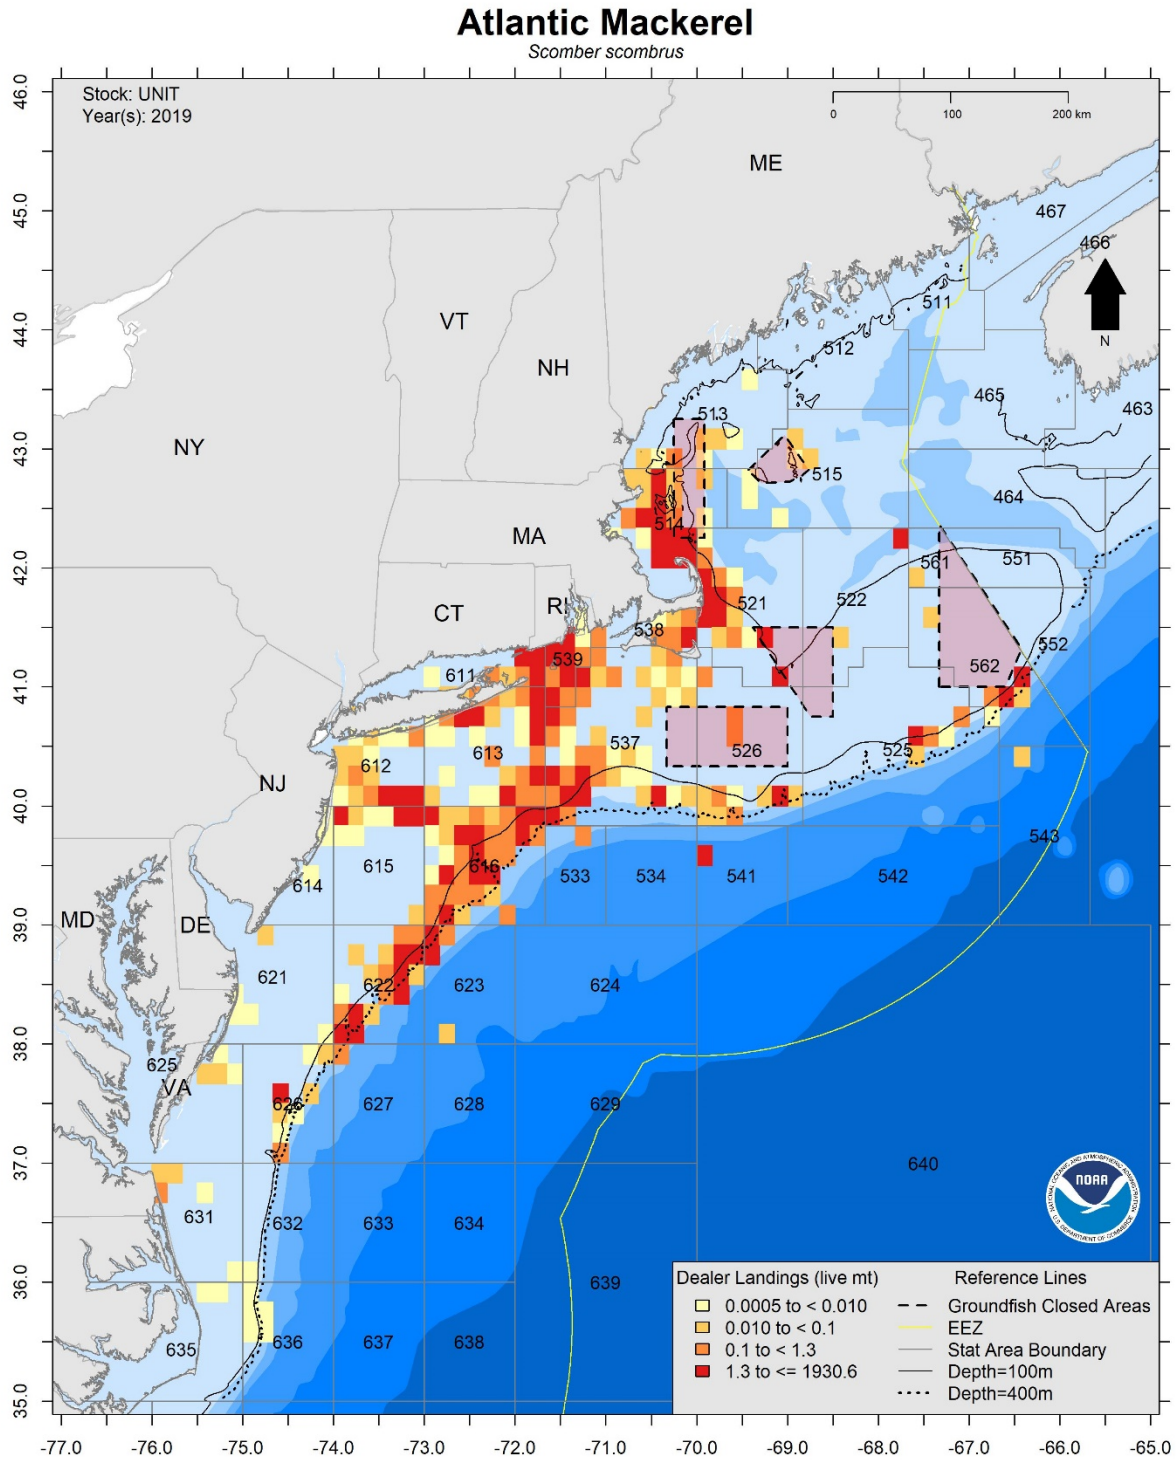 Atlantic Mackerel
Scomber scombrus
Stock: UNIT
Year(s): 2019
0 100 200 km
46.0
45.0
44.0
43.0
42.0
41.0
40.0
39.0
38.0
37.0
36.0
35.0
ME
467
466
511
N
VT
512
NH
465
463
513
NY
515
464
514
MA
561
551
521
522
RI
CT
538
552
539
562
611
613
537
526
525
612
NJ
543
615
616
614
533
534
541
542
MD
DE
621
622
623
624
625
VA
626
627
628
629
640
NOAA
NATIONAL OCEANIC AND ATMOSPHERIC ADMINISTRATION
U.S. DEPARTMENT OF COMMERCE
631
632
633
634
639
635
636
637
638
Dealer Landings (live mt)
0.0005 to < 0.010
0.010 to < 0.1
0.1 to < 1.3
1.3 to <= 1930.6
Reference Lines
Groundfish Closed Areas
EEZ
Stat Area Boundary
Depth=100m
Depth=400m
-77.0 -76.0 -75.0 -74.0 -73.0 -72.0 -71.0 -70.0 -69.0 -68.0 -67.0 -66.0 -65.0